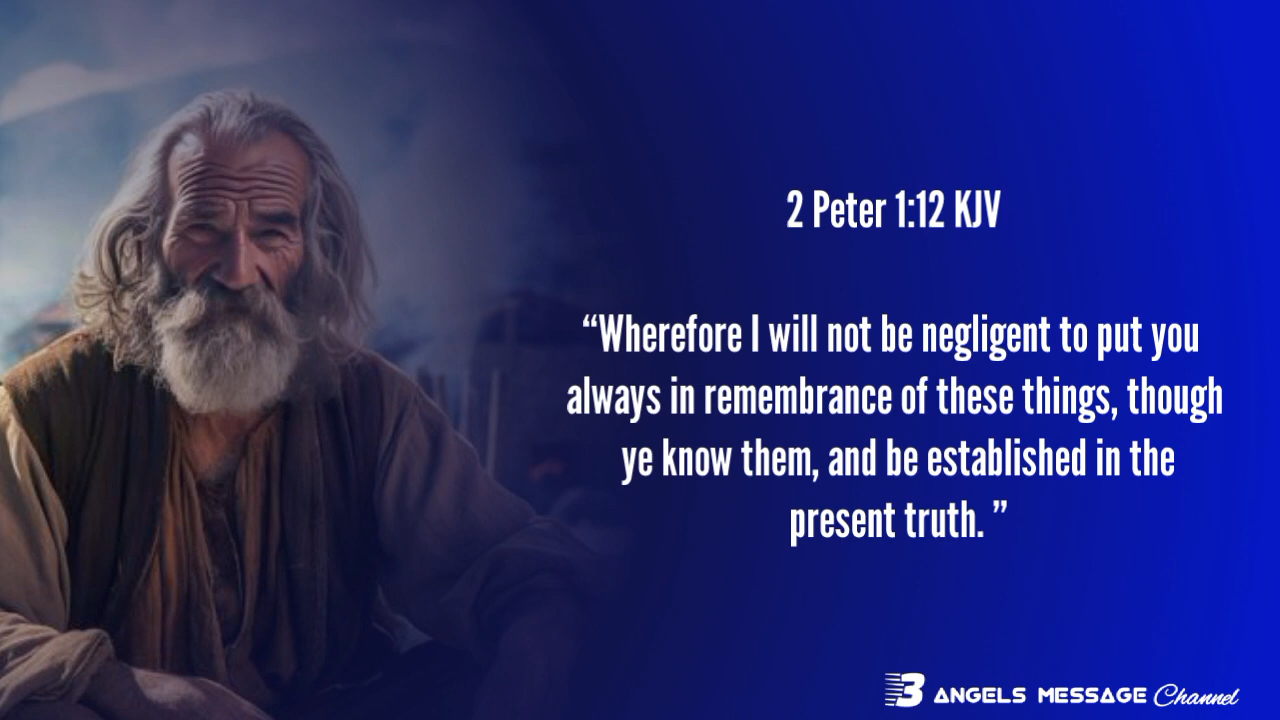 2 Peter 1:12 KJV
“Wherefore I will not be negligent to put you
always in remembrance of these things, though
ye know them, and be established in the
present truth. ”
3 ANGELS MESSAGE Channel